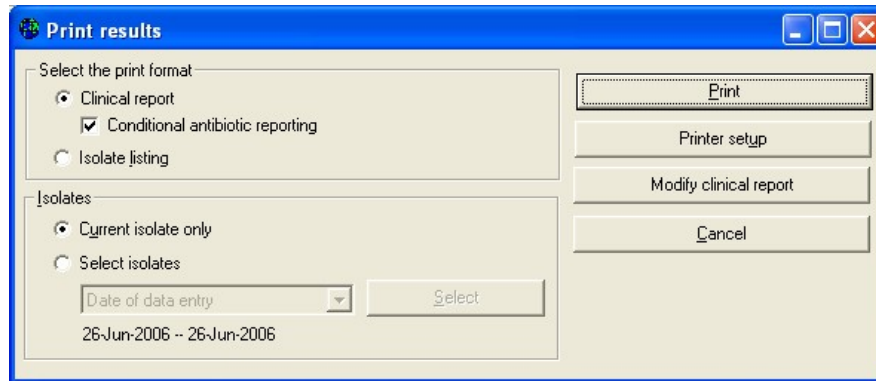 Print results
Select the print format
Clinical report
Conditional antibiotic reporting
Isolate listing
Isolates
Current isolate only
Select isolates
Date of data entry
Select
26-Jun-2006 -- 26-Jun-2006
Print
Printer setup
Modify clinical report
Cancel